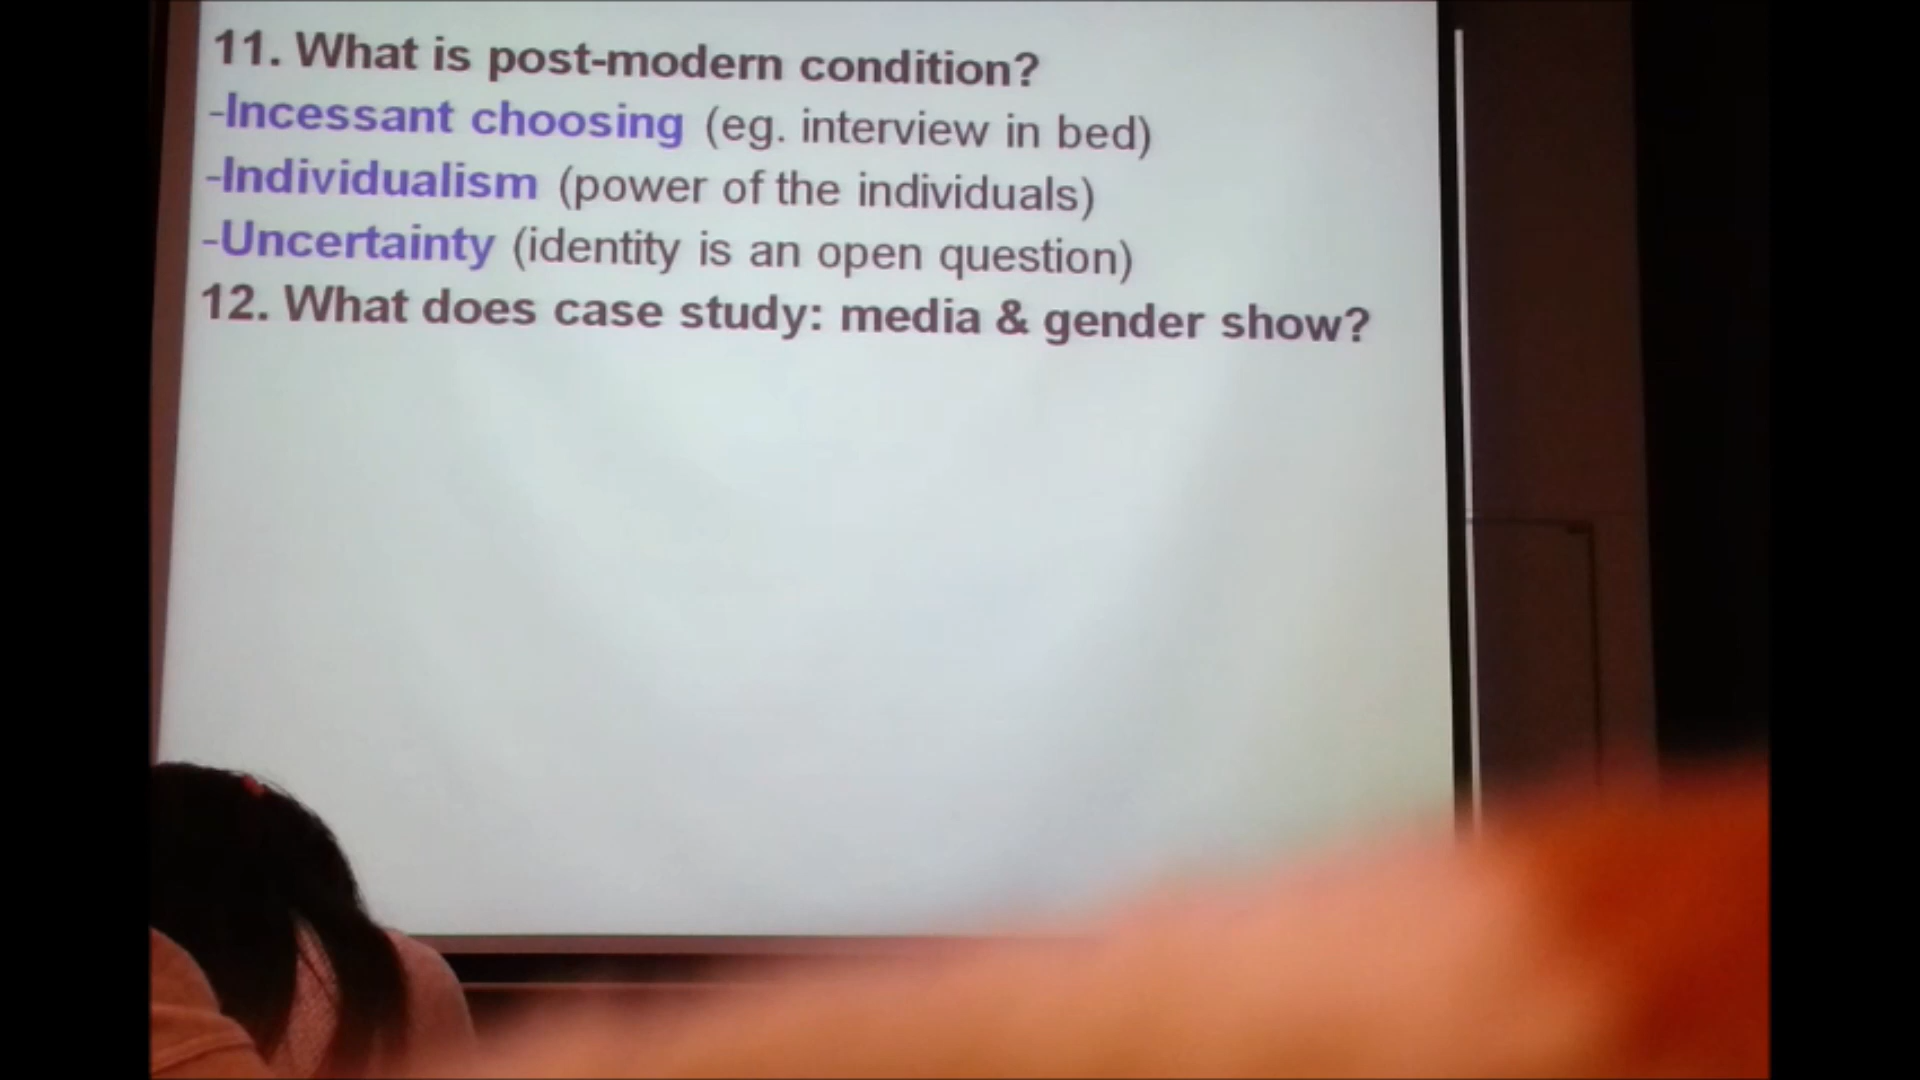 11. What is post-modern condition?
-Incessant choosing (eg. interview in bed)
-Individualism (power of the individuals)
-Uncertainty (identity is an open question)
12. What does case study: media & gender show?